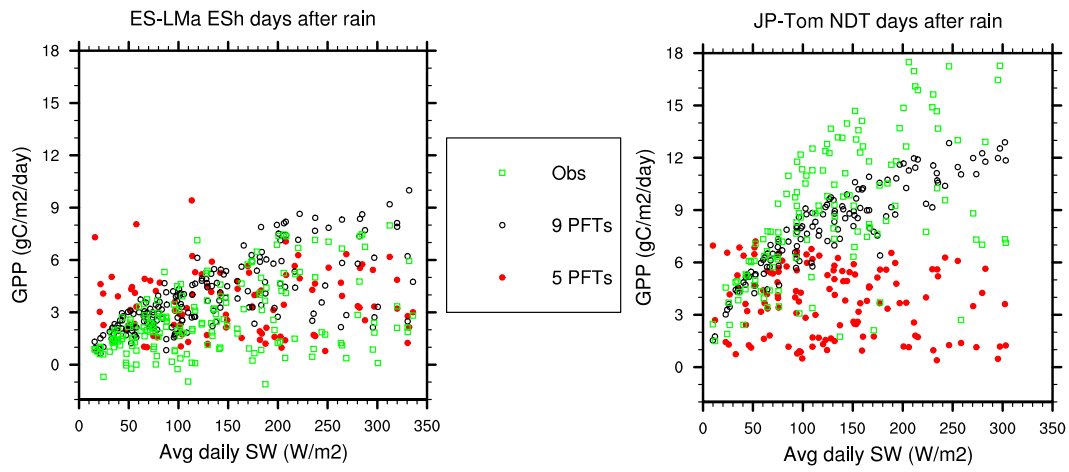 ES-LMa ESh days after rain
18
15
12
9
6
3
0
GPP (gC/m2/day)
0 50 100 150 200 250 300 350
Avg daily SW (W/m2)
Obs
9 PFTs
5 PFTs
JP-Tom NDT days after rain
18
15
12
9
6
3
0
GPP (gC/m2/day)
0 50 100 150 200 250 300 350
Avg daily SW (W/m2)